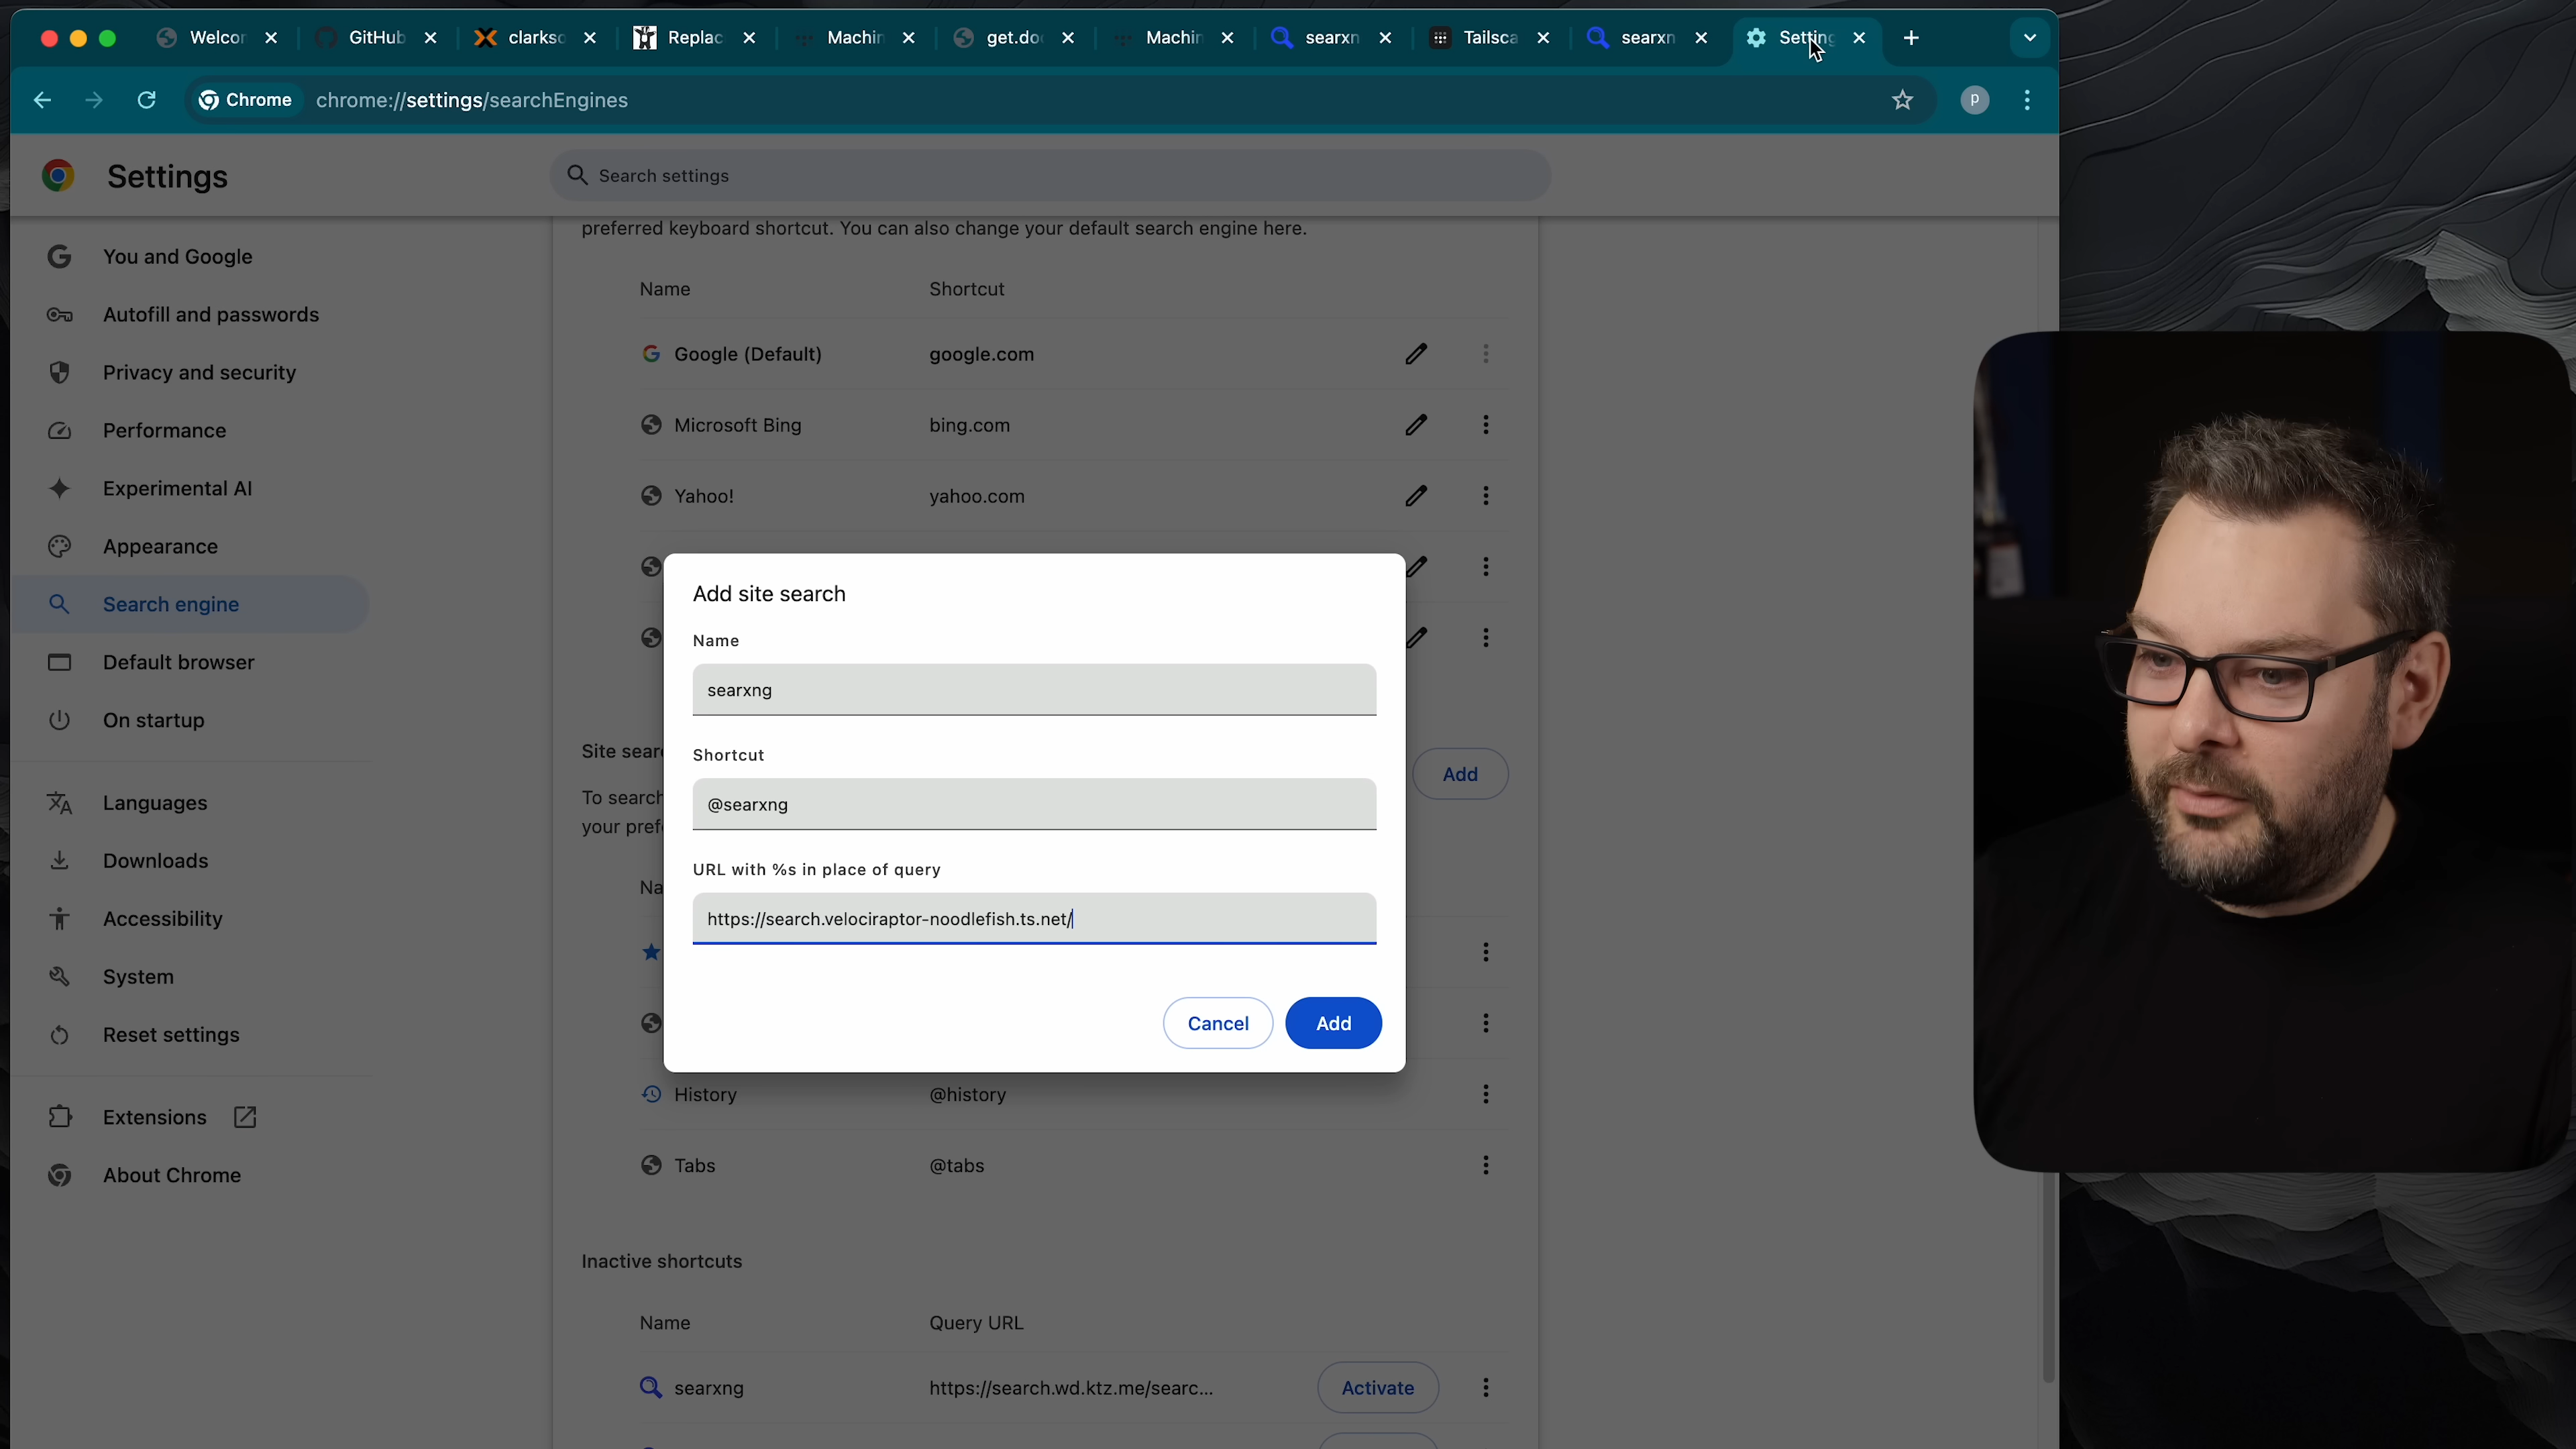 Welcom
GitHub
clarkso
Replac
Machin
get.do
Machin
searxn
Tailsca
searxn
Setting
Chrome
chrome://settings/searchEngines
p
Settings
Search settings
You and Google
Autofill and passwords
Privacy and security
Performance
Experimental AI
Appearance
Search engine
Default browser
On startup
Languages
Downloads
Accessibility
System
Reset settings
Extensions
About Chrome
preferred keyboard shortcut. You can also change your default search engine here.
Name Shortcut
Google (Default) google.com
Microsoft Bing bing.com
Yahoo! yahoo.com
Add site search
Name
searxng
Shortcut
@searxng
URL with %s in place of query
https://search.velociraptor-noodlefish.ts.net/
Cancel Add
Site sear
Add
To search
your pref
Na
History @history
Tabs @tabs
Inactive shortcuts
Name Query URL
searxng https://search.wd.ktz.me/searc... Activate